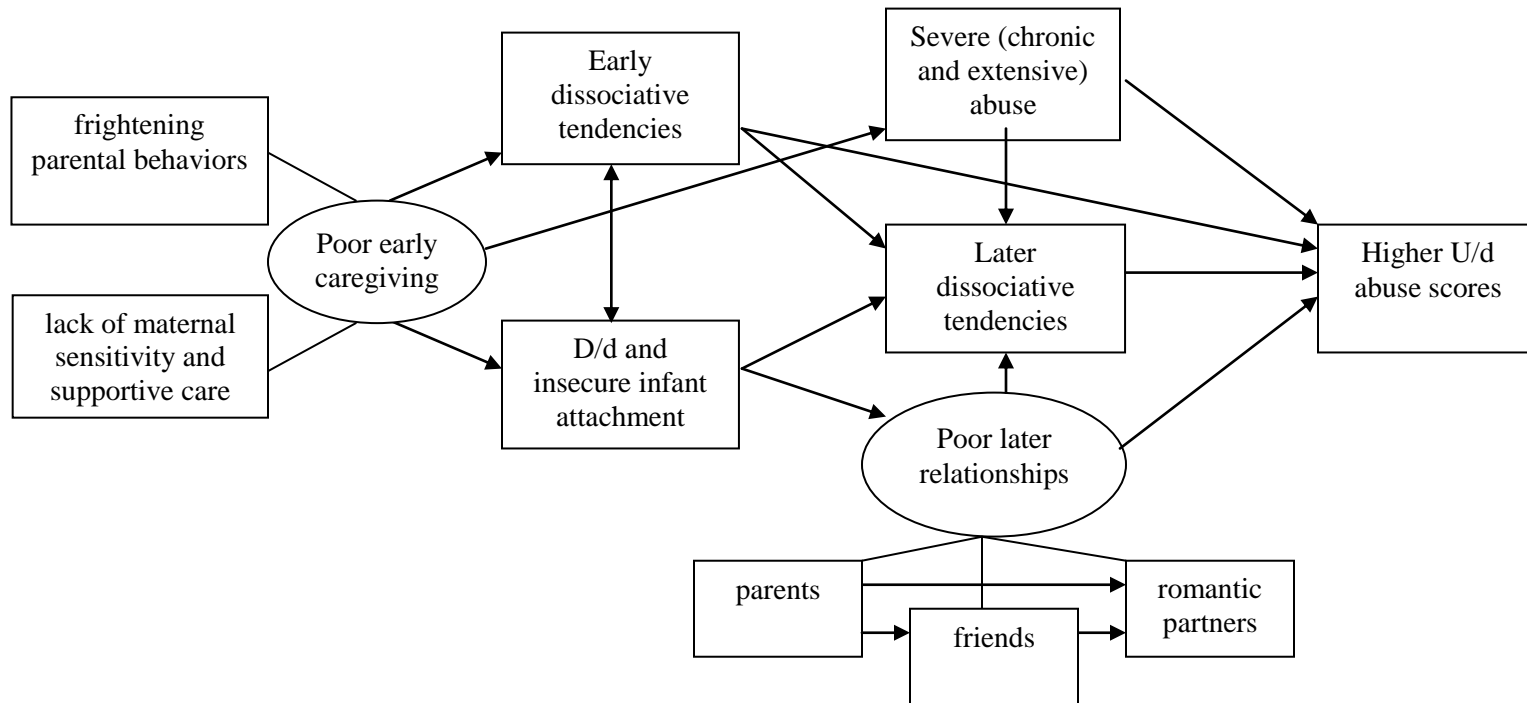 frightening
parental behaviors
lack of maternal
sensitivity and
supportive care
Poor early
caregiving
Early
dissociative
tendencies
D/d and
insecure infant
attachment
Severe (chronic
and extensive)
abuse
Later
dissociative
tendencies
Poor later
relationships
parents
friends
romantic
partners
Higher U/d
abuse scores